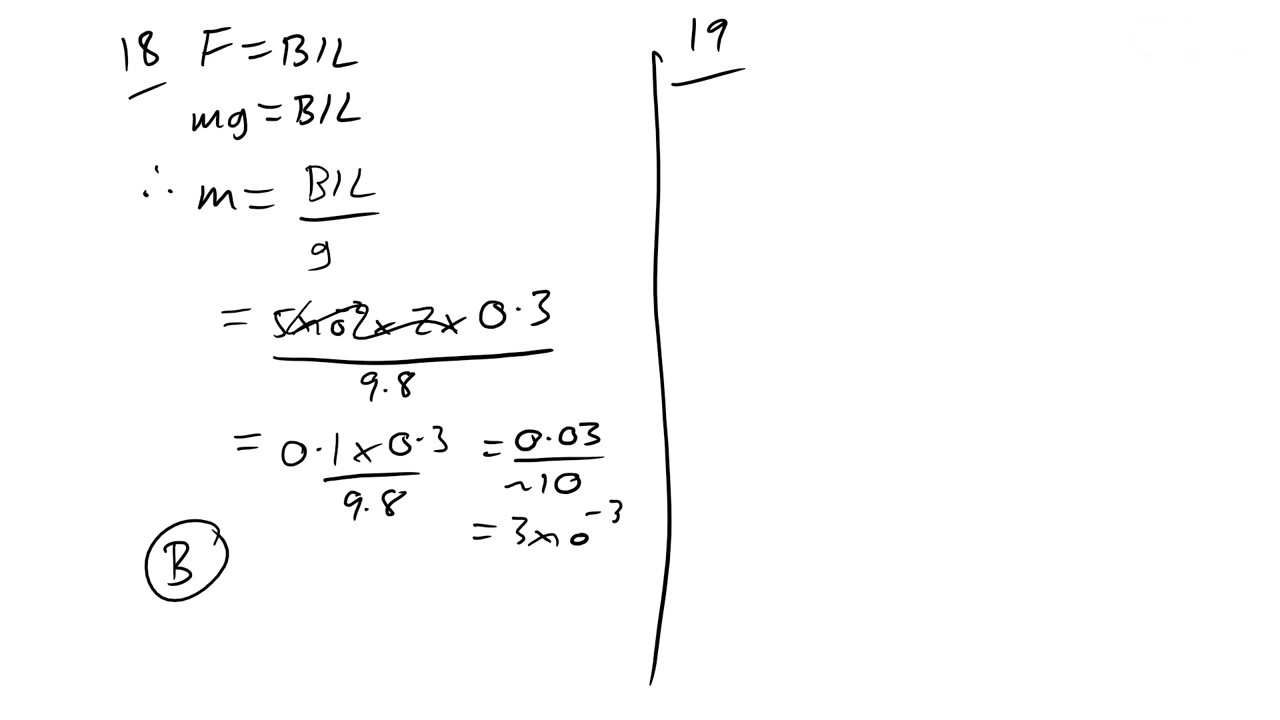 18 F = BIL
mg = BIL
∴ m = BIL
g
= 5×10² × 2 × 0.3
9.8
= 0.1 × 0.3 = 0.03
9.8 ~10
= 3×10⁻³
B
19